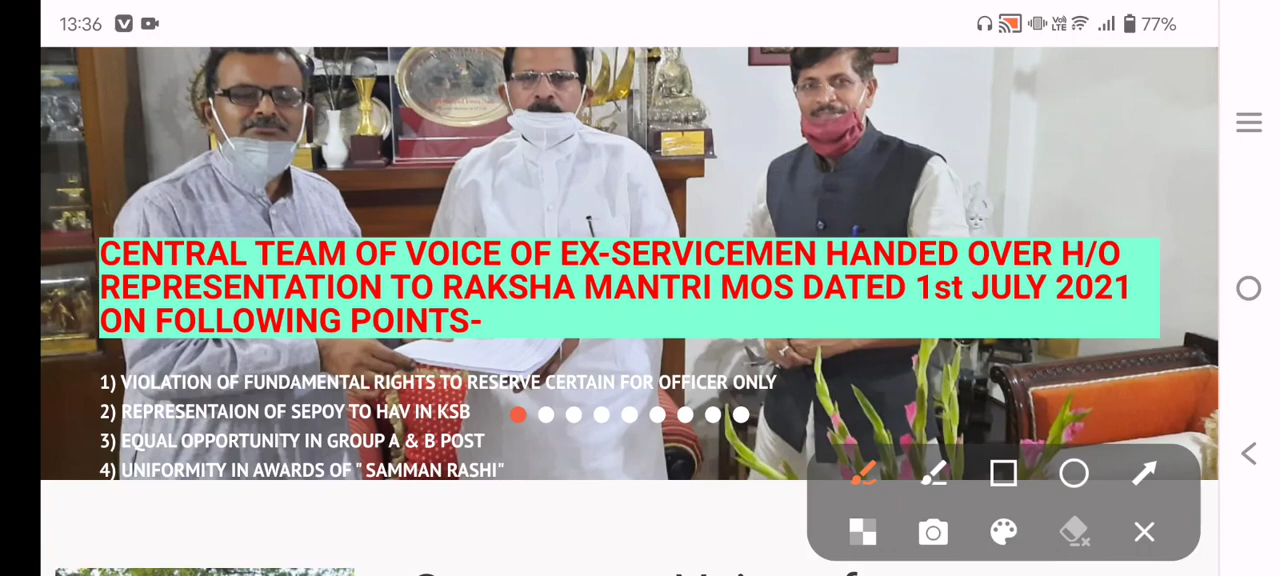 13:36
Vo)
LTE
77%
CENTRAL TEAM OF VOICE OF EX-SERVICEMEN HANDED OVER H/O
REPRESENTATION TO RAKSHA MANTRI MOS DATED 1st JULY 2021
ON FOLLOWING POINTS-
1) VIOLATION OF FUNDAMENTAL RIGHTS TO RESERVE CERTAIN FOR OFFICER ONLY
2) REPRESENTAION OF SEPOY TO HAV IN KSB
3) EQUAL OPPORTUNITY IN GROUP A & B POST
4) UNIFORMITY IN AWARDS OF " SAMMAN RASHI"